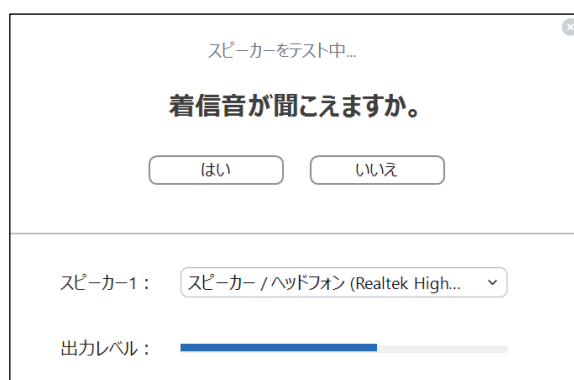 スピーカーをテスト中...
着信音が聞こえますか。
はい
いいえ
スピーカー1：
スピーカー / ヘッドフォン (Realtek High...
出力レベル：